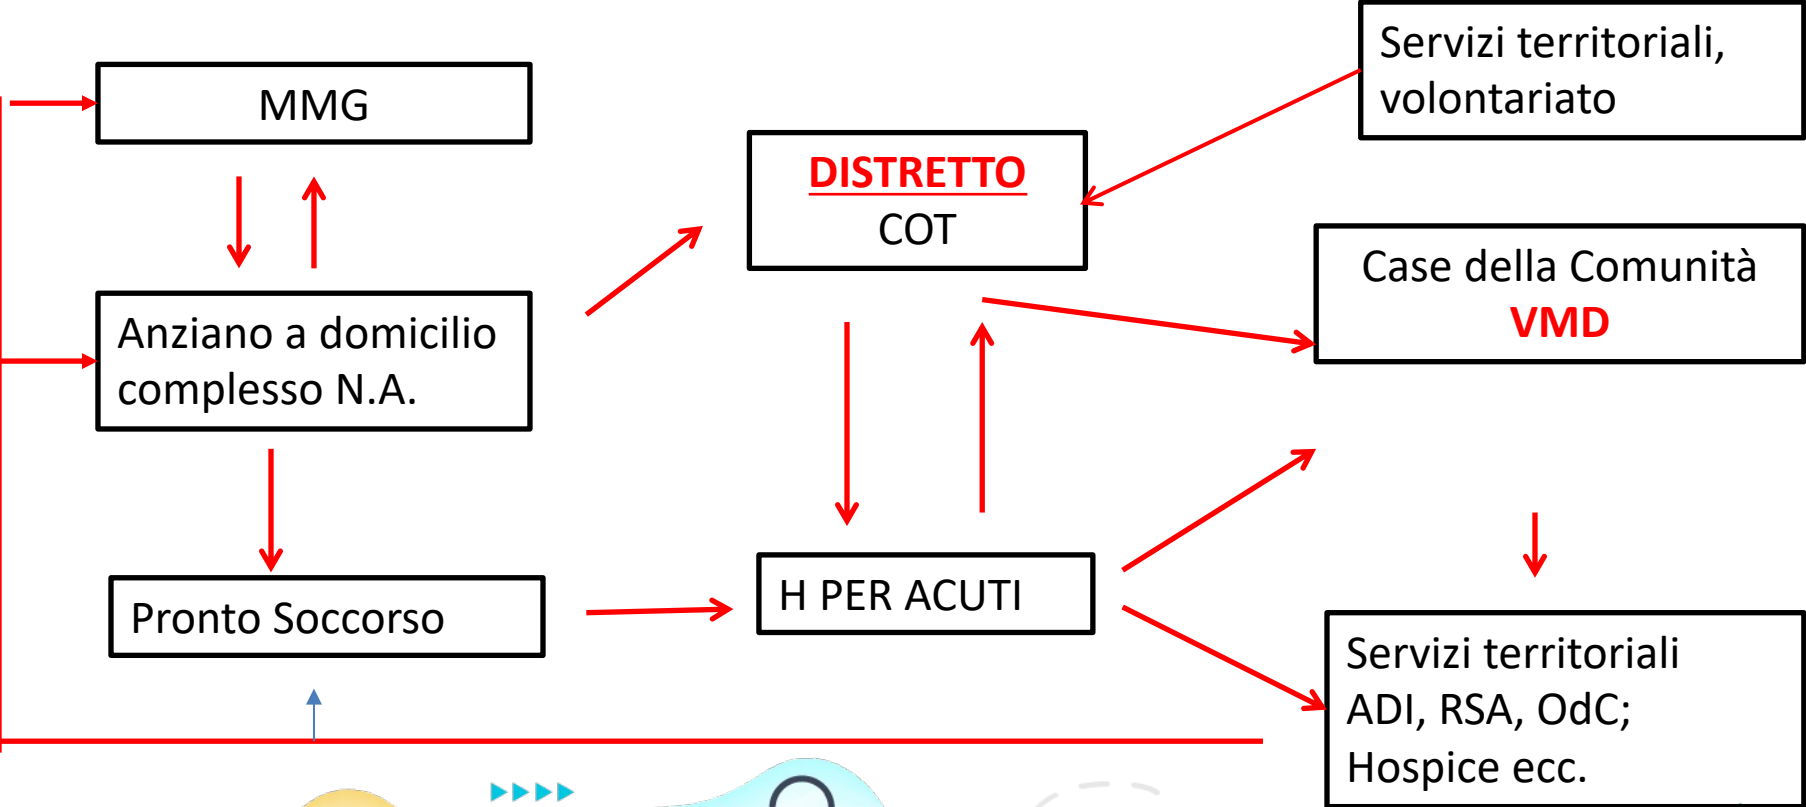 MMG
Anziano a domicilio
complesso N.A.
Pronto Soccorso
DISTRETTO
COT
H PER ACUTI
Servizi territoriali,
volontariato
Case della Comunità
VMD
Servizi territoriali
ADI, RSA, OdC;
Hospice ecc.